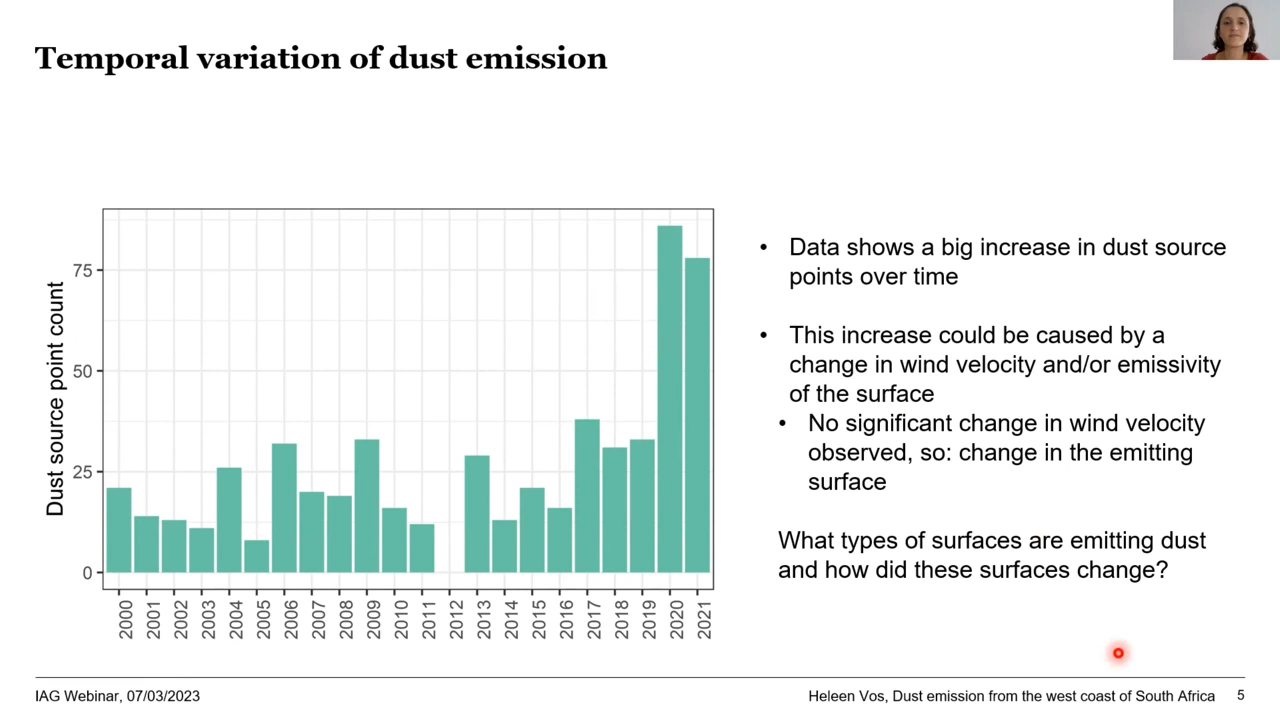 Temporal variation of dust emission
Dust source point count
75
50
25
0
2000
2001
2002
2003
2004
2005
2006
2007
2008
2009
2010
2011
2012
2013
2014
2015
2016
2017
2018
2019
2020
2021
• Data shows a big increase in dust source
points over time
• This increase could be caused by a
change in wind velocity and/or emissivity
of the surface
• No significant change in wind velocity
observed, so: change in the emitting
surface
What types of surfaces are emitting dust
and how did these surfaces change?
IAG Webinar, 07/03/2023
Heleen Vos, Dust emission from the west coast of South Africa 5